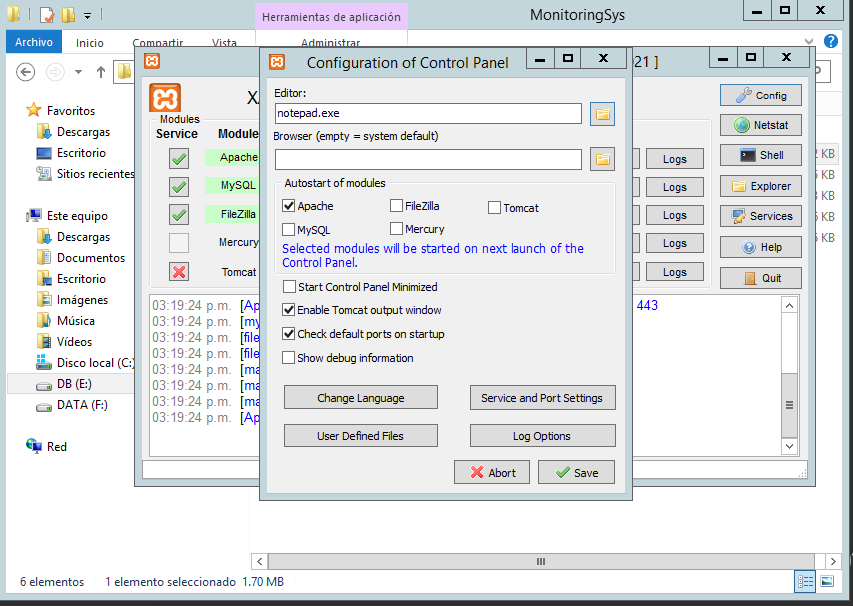 Herramientas de aplicación
MonitoringSys
Archivo
Inicio
Compartir
Vista
Administrar
2021 ]
Configuration of Control Panel
Editor:
notepad.exe
Browser (empty = system default)
Autostart of modules
Apache
FileZilla
Tomcat
MySQL
Mercury
Selected modules will be started on next launch of the
Control Panel.
Start Control Panel Minimized
Enable Tomcat output window
Check default ports on startup
Show debug information
Change Language
Service and Port Settings
User Defined Files
Log Options
Abort
Save
Modules
Service
Module
Apache
MySQL
FileZilla
Mercury
Tomcat
Logs
Logs
Logs
Logs
Logs
Config
Netstat
Shell
Explorer
Services
Help
Quit
KB
KB
KB
KB
KB
03:19:24 p.m. [Ap
443
03:19:24 p.m. [my
03:19:24 p.m. [file
03:19:24 p.m. [file
03:19:24 p.m. [ma
03:19:24 p.m. [ma
03:19:24 p.m. [ma
03:19:24 p.m. [Ap
Favoritos
Descargas
Escritorio
Sitios recientes
Este equipo
Descargas
Documentos
Escritorio
Imágenes
Música
Vídeos
Disco local (C:)
DB (E:)
DATA (F:)
Red
6 elementos
1 elemento seleccionado 1.70 MB